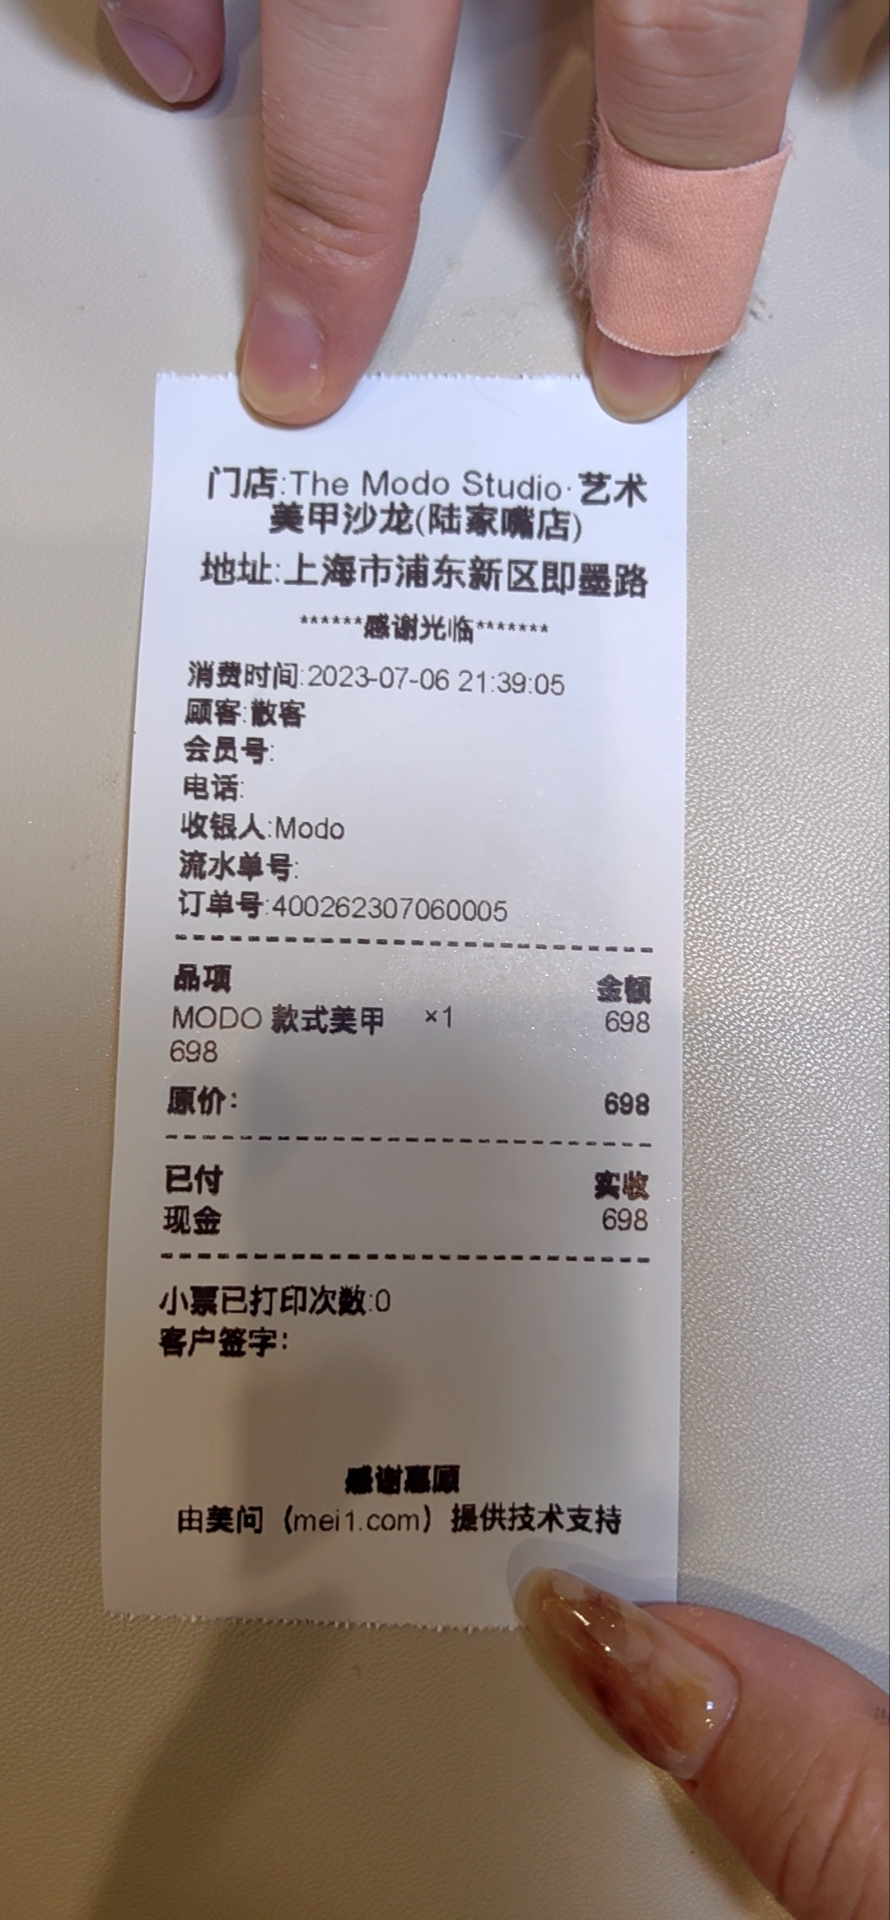 门店:The Modo Studio·艺术
美甲沙龙(陆家嘴店)
地址:上海市浦东新区即墨路
******感谢光临*******
消费时间:2023-07-06 21:39:05
顾客:散客
会员号:
电话:
收银人:Modo
流水单号:
订单号:400262307060005
品项 金额
MODO 款式美甲 ×1 698
698
原价: 698
已付 实收
现金 698
小票已打印次数:0
客户签字:
感谢惠顾
由美问（mei1.com）提供技术支持